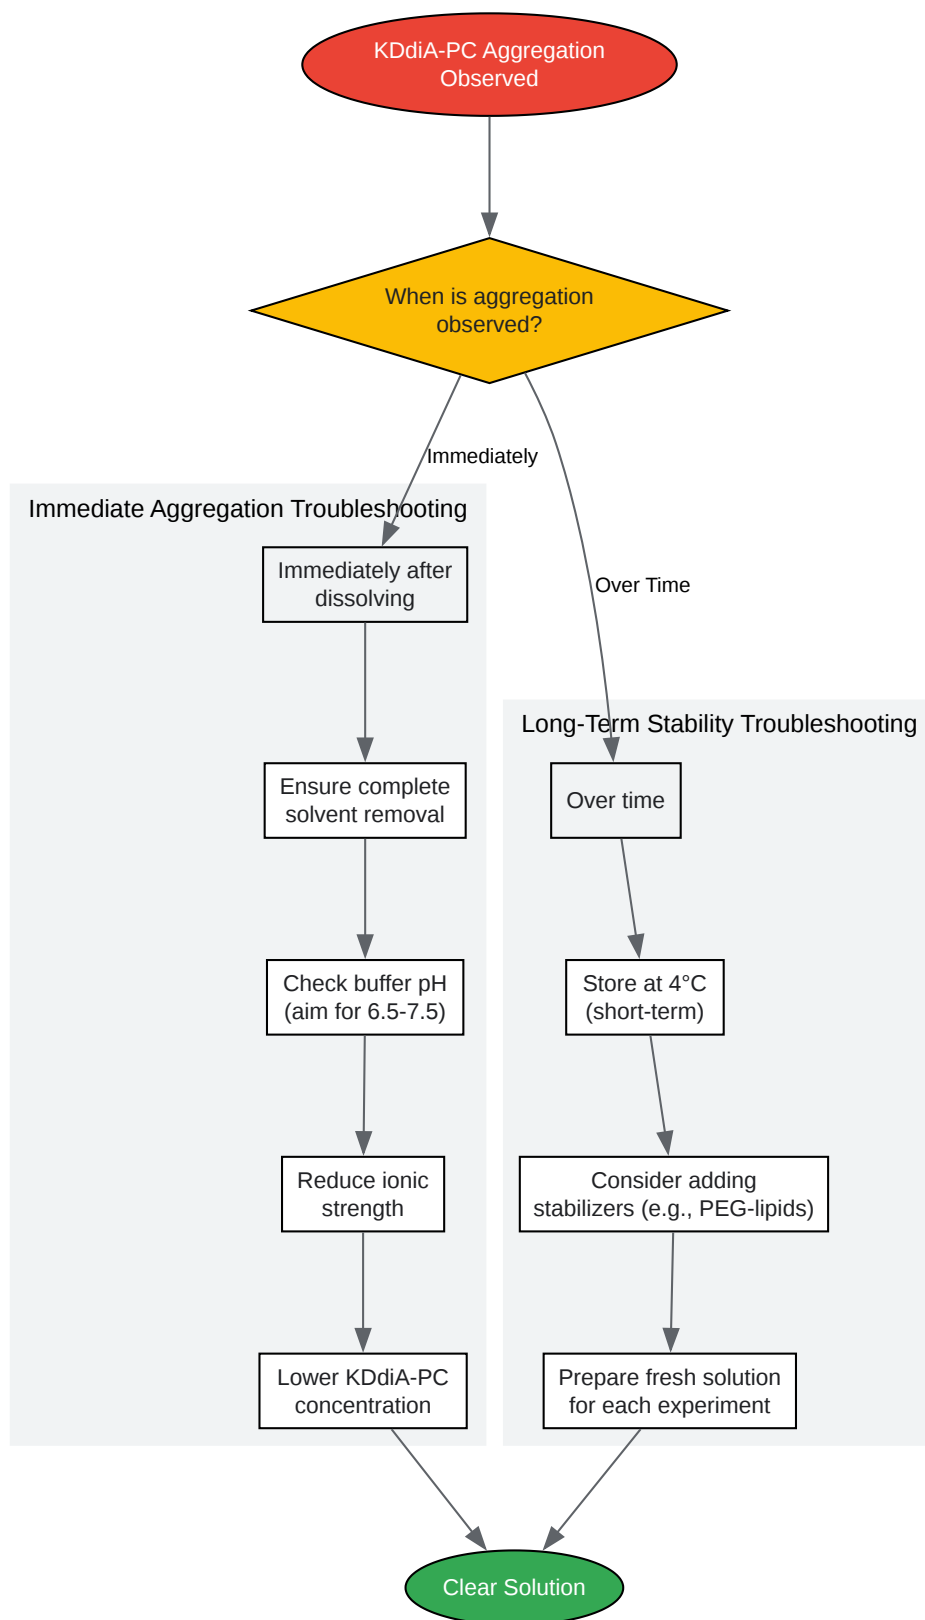 KDdiA-PC Aggregation
Observed
When is aggregation
observed?
Immediately
Immediate Aggregation Troubleshooting
Immediately after
dissolving
Over Time
Ensure complete
solvent removal
Check buffer pH
(aim for 6.5-7.5)
Reduce ionic
strength
Lower KDdiA-PC
concentration
Long-Term Stability Troubleshooting
Over time
Store at 4°C
(short-term)
Consider adding
stabilizers (e.g., PEG-lipids)
Prepare fresh solution
for each experiment
Clear Solution